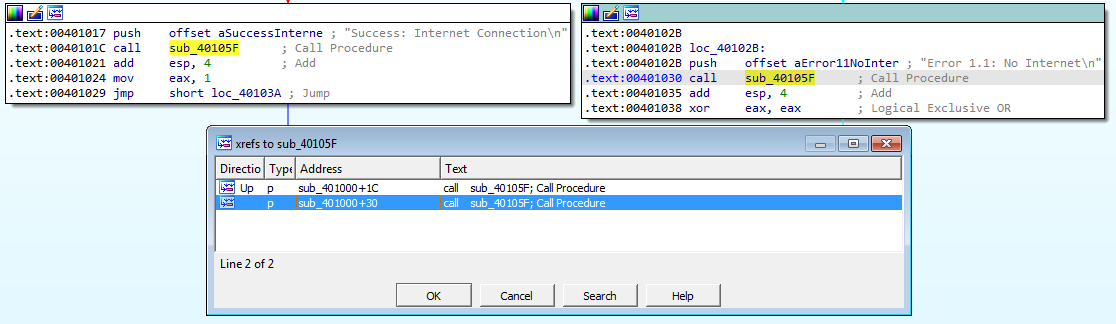 .text:00401017 push    offset aSuccessInterne ; "Success: Internet Connection\n"
.text:0040101C call    sub_40105F      ; Call Procedure
.text:00401021 add     esp, 4          ; Add
.text:00401024 mov     eax, 1
.text:00401029 jmp     short loc_40103A ; Jump
.text:0040102B
.text:0040102B loc_40102B:
.text:0040102B push    offset aError11NoInter ; "Error 1.1: No Internet\n"
.text:00401030 call    sub_40105F      ; Call Procedure
.text:00401035 add     esp, 4          ; Add
.text:00401038 xor     eax, eax        ; Logical Exclusive OR
xrefs to sub_40105F
Directio Type Address Text
Up p sub_401000+1C call    sub_40105F; Call Procedure
p sub_401000+30 call    sub_40105F; Call Procedure
Line 2 of 2
OK Cancel Search Help